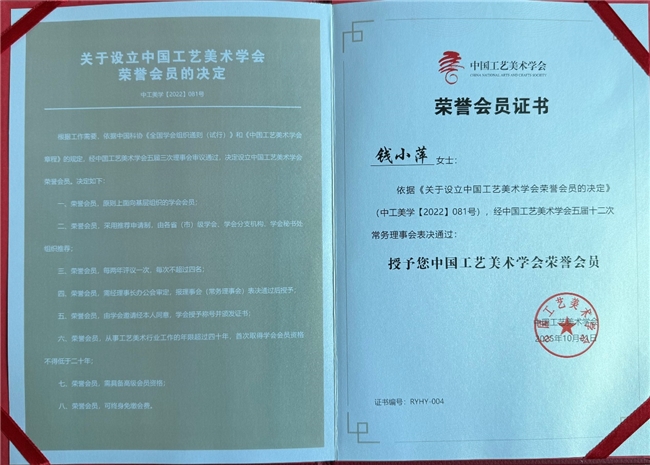 关于设立中国工艺美术学会
荣誉会员的决定
中工美学【2022】081号
根据工作需要，依据中国科协《全国学会组织通则（试行）》和《中国工艺美术学会
章程》的规定，经中国工艺美术学会五届三次理事会审议通过，决定设立中国工艺美术学会
荣誉会员。决定如下：
一、荣誉会员，原则上面向基层组织的学会会员；
二、荣誉会员，采用推荐申请制，由各省（市）级学会、学会分支机构、学会秘书处
组织推荐；
三、荣誉会员，每两年评议一次，每次不超过四名；
四、荣誉会员，需经理事长办公会审定，报理事会（常务理事会）表决通过后授予；
五、荣誉会员，由学会邀请经本人同意，学会授予称号并颁发证书；
六、荣誉会员，从事工艺美术行业工作的年限超过四十年，首次取得学会会员资格
不得低于二十年；
七、荣誉会员，需具备高级会员资格；
八、荣誉会员，可终身免缴会费。
中国工艺美术学会
CHINA NATIONAL ARTS AND CRAFTS SOCIETY
荣誉会员证书
钱小萍 女士：
依据《关于设立中国工艺美术学会荣誉会员的决定》
（中工美学【2022】081号），经中国工艺美术学会五届十二次
常务理事会表决通过：
授予您中国工艺美术学会荣誉会员
中国工艺美术学会
2025年10月31日
证书编号：RYHY-004